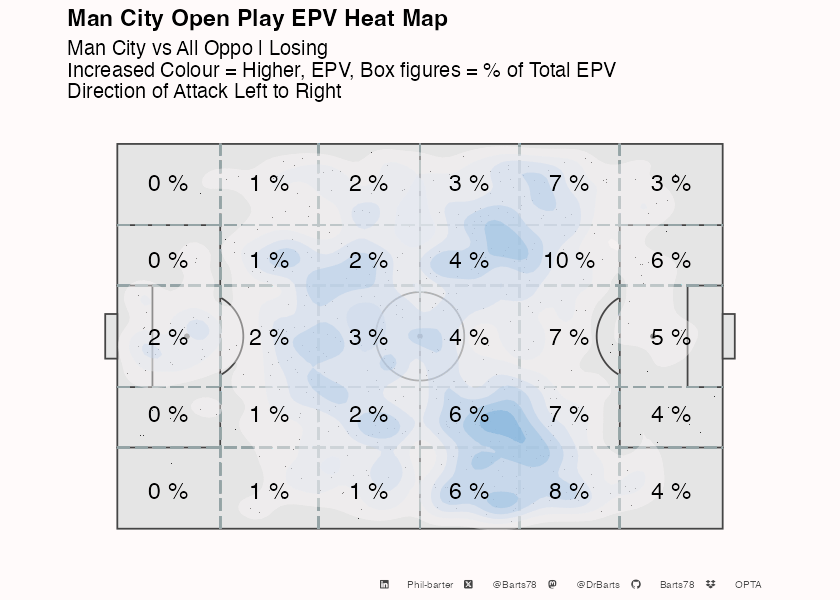 Man City Open Play EPV Heat Map
Man City vs All Oppo | Losing
Increased Colour = Higher, EPV, Box figures = % of Total EPV
Direction of Attack Left to Right
0 % 1 % 2 % 3 % 7 % 3 %
0 % 1 % 2 % 4 % 10 % 6 %
2 % 2 % 3 % 4 % 7 % 5 %
0 % 1 % 2 % 6 % 7 % 4 %
0 % 1 % 1 % 6 % 8 % 4 %
Phil-barter @Barts78 @DrBarts Barts78 OPTA